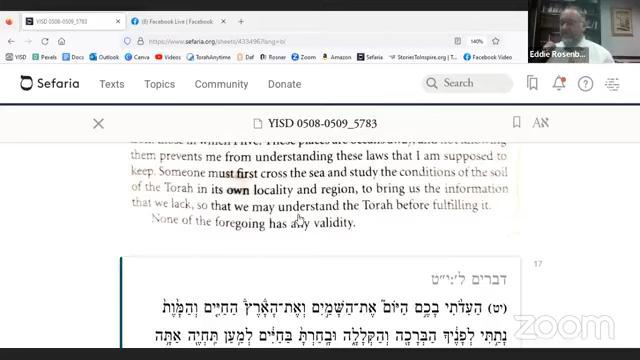 YISD 0508-0509_5783
Facebook Live | Facebook
https://www.sefaria.org/sheets/433496?lang=bi
140%
Search
YISD
Pexels
Docs
Outlook
Canva
Videos
TorahAnytime
Duo
Rosner
Zoom
Amazon
Sefaria
StoriesToInspire.org
Facebook Video
Eddie Rosenb...
Sefaria
Texts
Topics
Community
Donate
Search
YISD 0508-0509_5783
אA
them prevents me from understanding these laws that I am supposed to
keep. Someone must first cross the sea and study the conditions of the soil
of the Torah in its own locality and region, to bring us the information
that we lack, so that we may understand the Torah before fulfilling it.
None of the foregoing has any validity.
17
דברים ל׳:י״ט
(יט) הַעִדֹ֨תִי בָכֶ֣ם הַיּוֹם֮ אֶת־הַשָּׁמַ֣יִם וְאֶת־הָאָ֒רֶץ֒ הַחַיִּ֤ים וְהַמָּ֙וֶת֙
נָתַ֣תִּי לְפָנֶ֔יךָ הַבְּרָכָ֖ה וְהַקְּלָלָ֑ה וּבָֽחַרְתָּ֙ בַּֽחַיִּ֔ים לְמַ֥עַן תִּֽחְיֶ֖ה אַתָּ֥ה
zoom